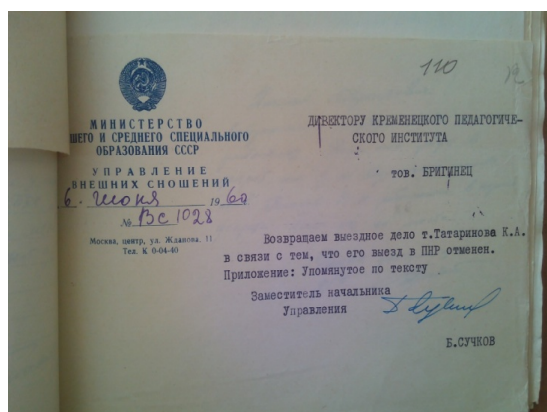 110
МИНИСТЕРСТВО
ШЕГО И СРЕДНЕГО СПЕЦИАЛЬНОГО
ОБРАЗОВАНИЯ СССР
УПРАВЛЕНИЕ
ВНЕШНИХ СНОШЕНИЙ
6. июня 1960
№ Вс 1028
Москва, центр, ул. Жданова, 11
Тел. К 0-04-40
ДИРЕКТОРУ КРЕМЕНЕЦКОГО ПЕДАГОГИЧЕ-
СКОГО ИНСТИТУТА
тов. БРИГИНЕЦ
Возвращаем выездное дело т.Татаринова К.А.
в связи с тем, что его выезд в ПНР отменен.
Приложение: Упомянутое по тексту
Заместитель начальника
Управления
Б.СУЧКОВ